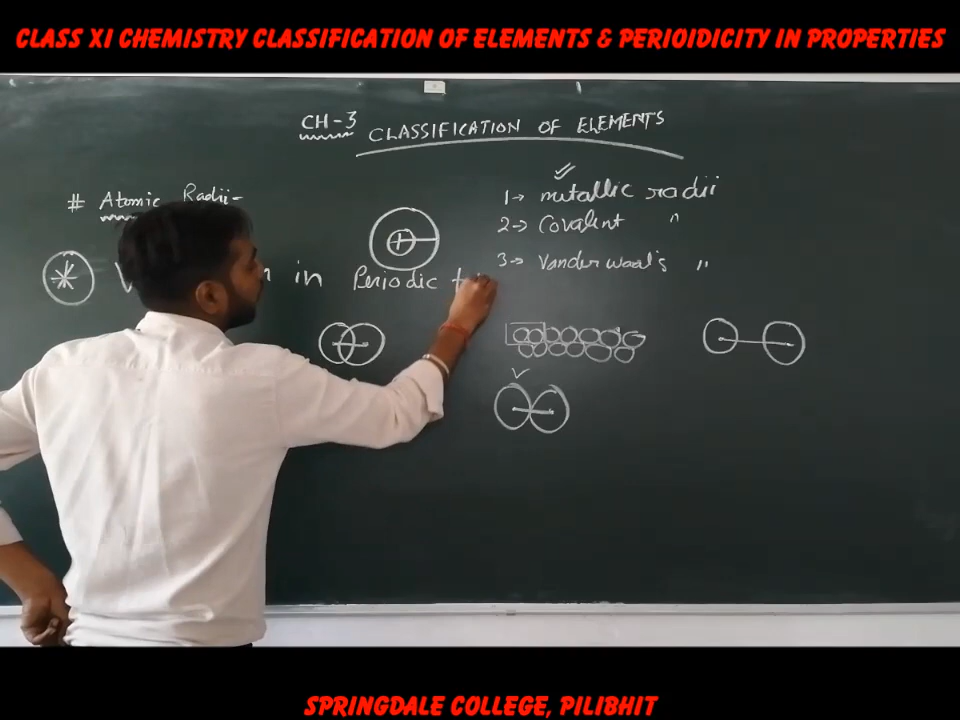 CLASS XI CHEMISTRY CLASSIFICATION OF ELEMENTS & PERIOIDICITY IN PROPERTIES
CH-3 CLASSIFICATION OF ELEMENTS
# Atomic Radii-
1→ metallic radii
2→ Covalent "
3→ Vander waal's "
in Periodic
SPRINGDALE COLLEGE, PILIBHIT